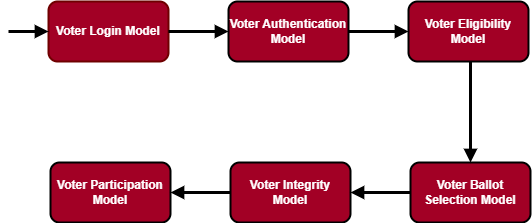 Voter Login Model
Voter Authentication
Model
Voter Eligibility
Model
Voter Ballot
Selection Model
Voter Integrity
Model
Voter Participation
Model